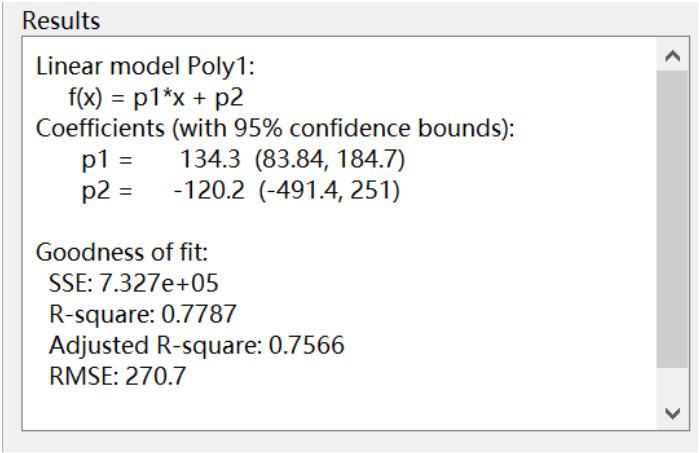 Results
Linear model Poly1:
f(x) = p1*x + p2
Coefficients (with 95% confidence bounds):
p1 = 134.3 (83.84, 184.7)
p2 = -120.2 (-491.4, 251)
Goodness of fit:
SSE: 7.327e+05
R-square: 0.7787
Adjusted R-square: 0.7566
RMSE: 270.7